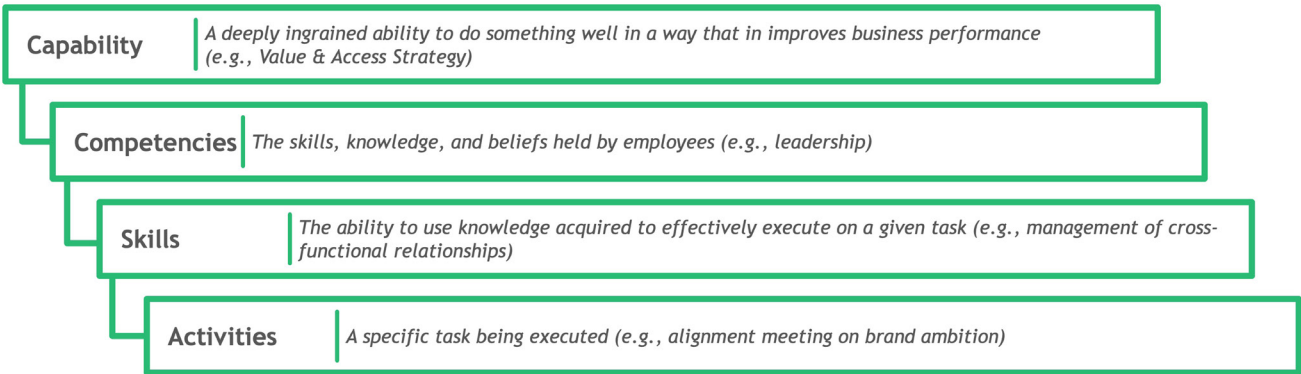 Capability
A deeply ingrained ability to do something well in a way that in improves business performance
(e.g., Value & Access Strategy)
Competencies
The skills, knowledge, and beliefs held by employees (e.g., leadership)
Skills
The ability to use knowledge acquired to effectively execute on a given task (e.g., management of cross-
functional relationships)
Activities
A specific task being executed (e.g., alignment meeting on brand ambition)